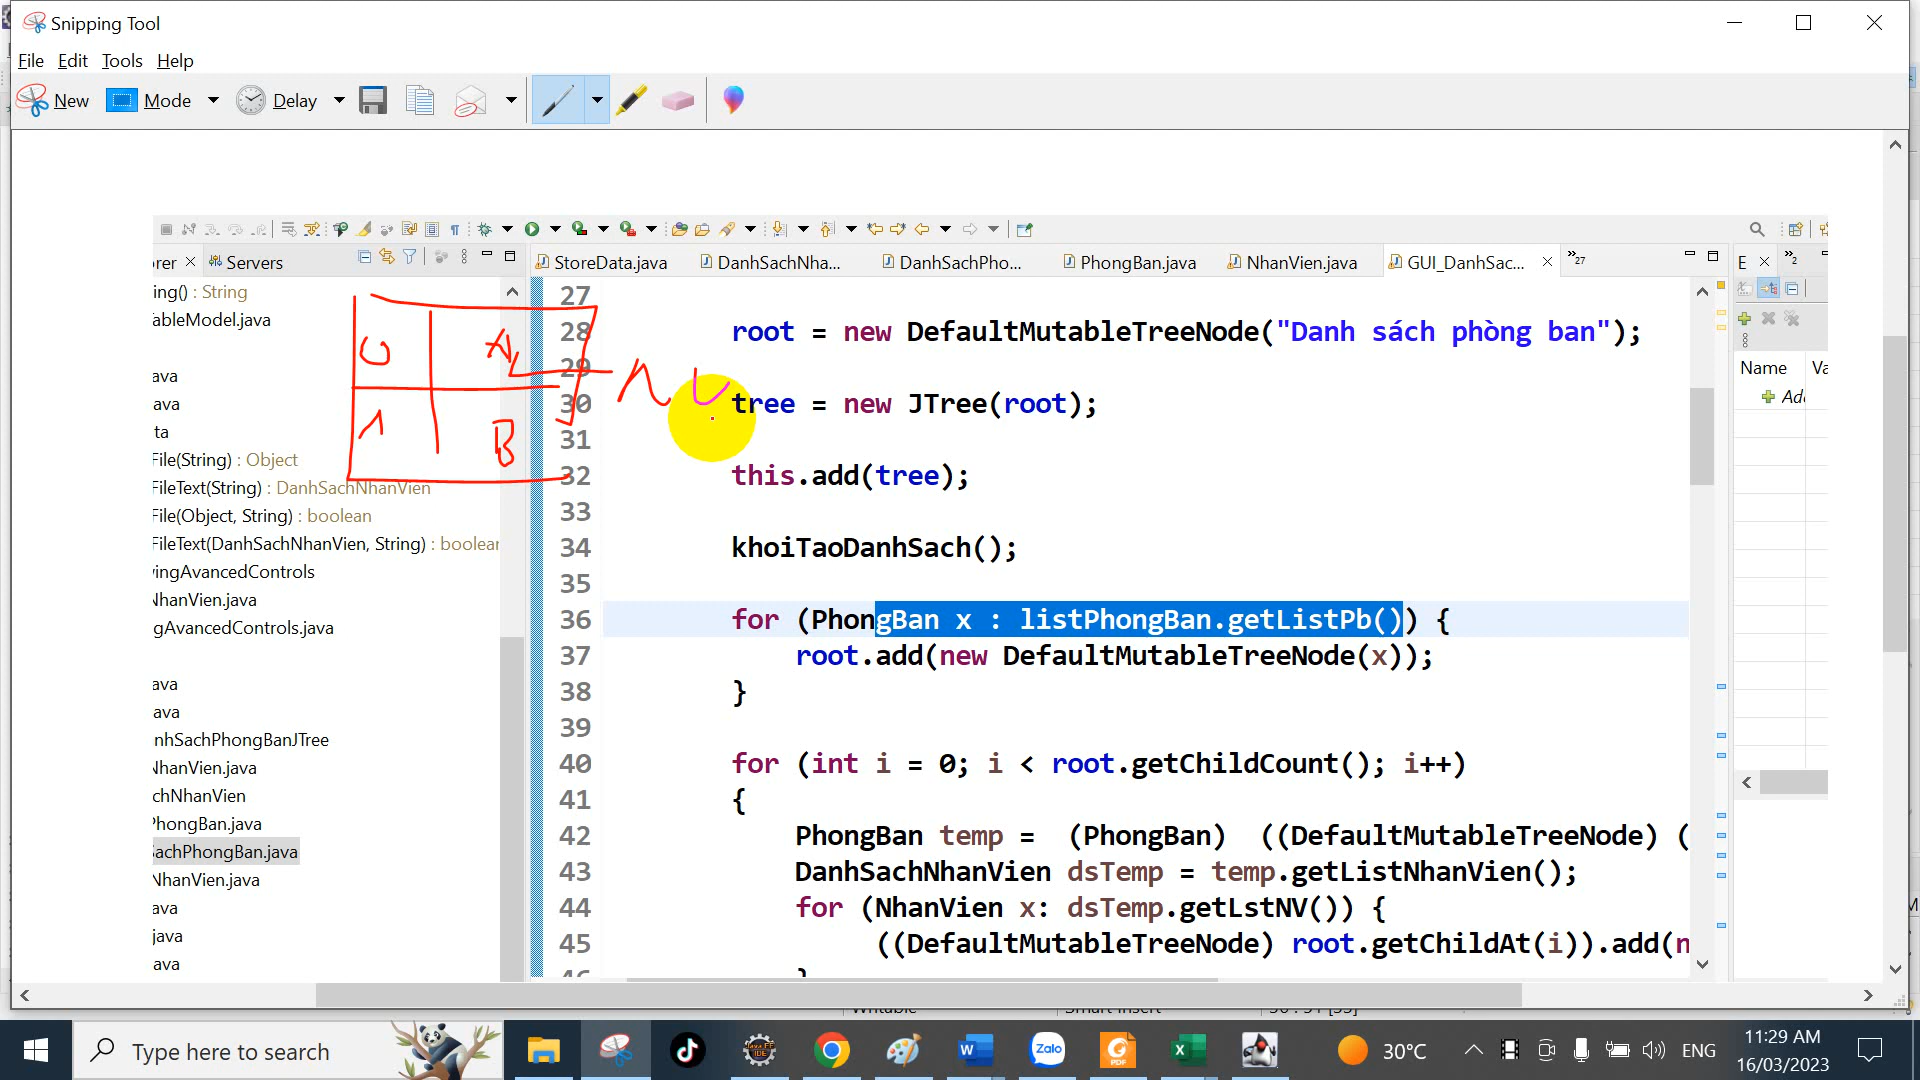 Snipping Tool
File Edit Tools Help
New Mode Delay
rer Servers StoreData.java DanhSachNha... DanhSachPho... PhongBan.java NhanVien.java GUI_DanhSac... »27 E »2
ing() : String
ableModel.java
ava
ava
ta
File(String) : Object
FileText(String) : DanhSachNhanVien
File(Object, String) : boolean
FileText(DanhSachNhanVien, String) : boolear
NhanVien.java
gAvancedControls.java
ava
ava
nhSachPhongBanJTree
NhanVien.java
chNhanVien
PhongBan.java
SachPhongBan.java
NhanVien.java
ava
java
ava
0 A
1 B
27
28 root = new DefaultMutableTreeNode("Danh sách phòng ban");
29
30 tree = new JTree(root);
31
32 this.add(tree);
33
34 khoiTaoDanhSach();
35
36 for (PhongBan x : listPhongBan.getListPb()) {
37 root.add(new DefaultMutableTreeNode(x));
38 }
39
40 for (int i = 0; i < root.getChildCount(); i++)
41 {
42 PhongBan temp = (PhongBan) ((DefaultMutableTreeNode) (
43 DanhSachNhanVien dsTemp = temp.getListNhanVien();
44 for (NhanVien x: dsTemp.getLstNV()) {
45 ((DefaultMutableTreeNode) root.getChildAt(i)).add(n
Name Va
Type here to search
30°C ENG
11:29 AM
16/03/2023